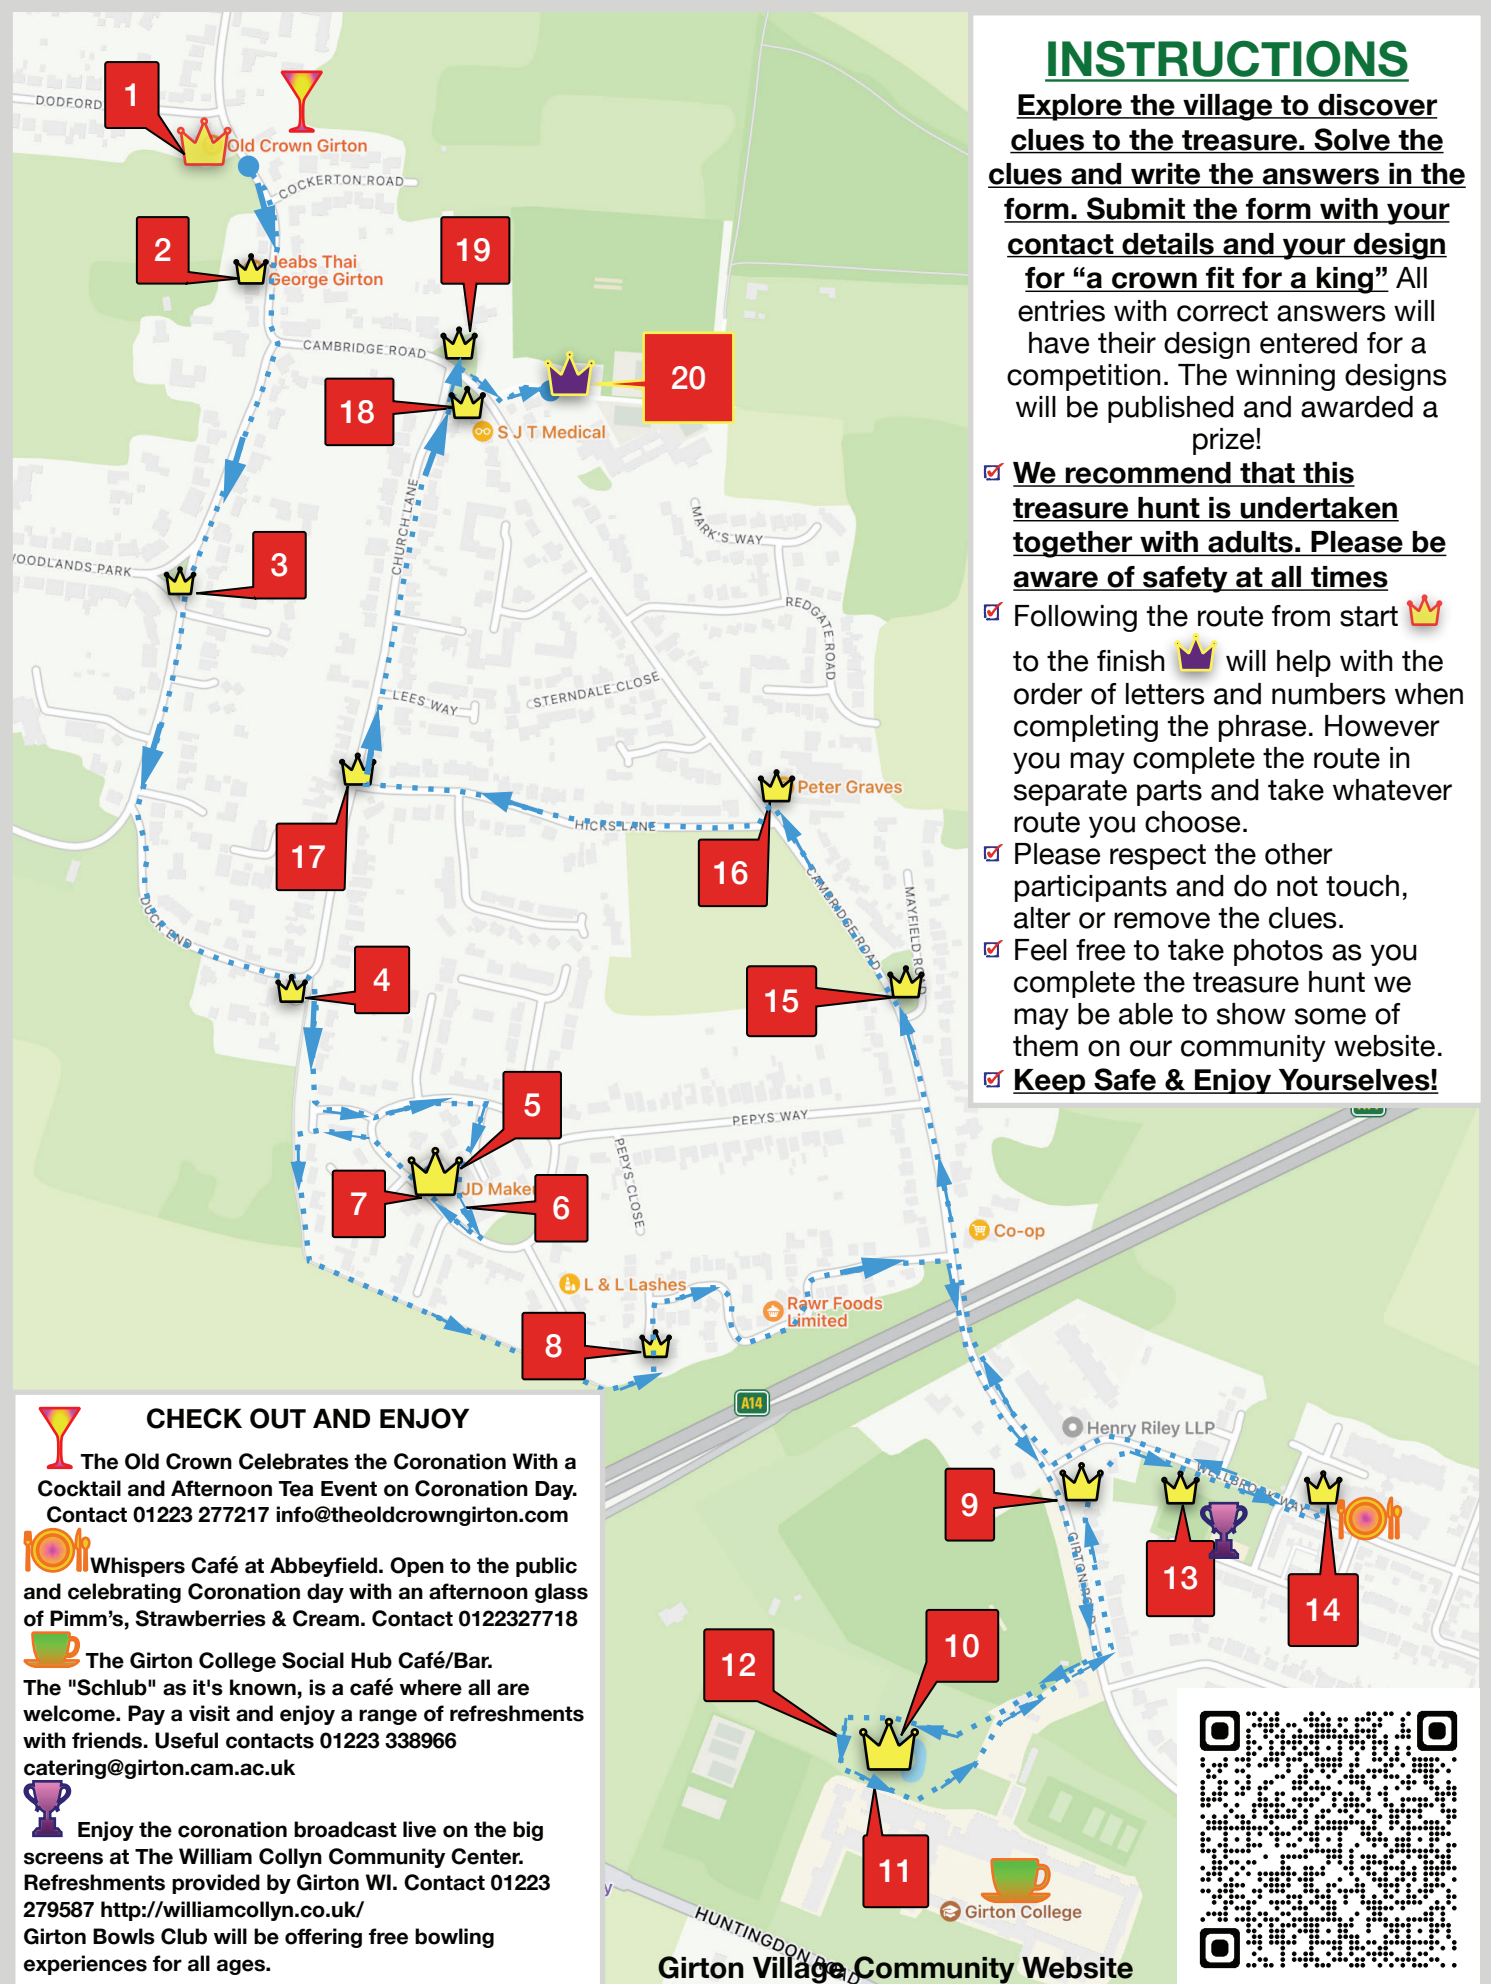 INSTRUCTIONS
Explore the village to discover
clues to the treasure. Solve the
clues and write the answers in the
form. Submit the form with your
contact details and your design
for “a crown fit for a king” All
entries with correct answers will
have their design entered for a
competition. The winning designs
will be published and awarded a
prize!
We recommend that this
treasure hunt is undertaken
together with adults. Please be
aware of safety at all times
Following the route from start
to the finish will help with the
order of letters and numbers when
completing the phrase. However
you may complete the route in
separate parts and take whatever
route you choose.
Please respect the other
participants and do not touch,
alter or remove the clues.
Feel free to take photos as you
complete the treasure hunt we
may be able to show some of
them on our community website.
Keep Safe & Enjoy Yourselves!
1
DODFORD
Old Crown Girton
COCKERTON ROAD
2
Jeabs Thai
George Girton
19
CAMBRIDGE ROAD
20
18
S J T Medical
CHURCH LANE
MARK'S WAY
3
WOODLANDS PARK
REDGATE ROAD
LEES WAY
STERNDALE CLOSE
Peter Graves
HICKS LANE
17
16
CAMBRIDGE ROAD
MAYFIELD ROAD
DUCK END
4
15
5
PEPYS WAY
PEPYS CLOSE
7
JD Make
6
Co-op
L & L Lashes
Rawr Foods
Limited
8
A14
Henry Riley LLP
WELLBROOK WAY
9
GIRTON ROAD
13
14
12
10
11
Girton College
HUNTINGDON ROAD
Girton Village Community Website
CHECK OUT AND ENJOY
The Old Crown Celebrates the Coronation With a
Cocktail and Afternoon Tea Event on Coronation Day.
Contact 01223 277217 info@theoldcrowngirton.com
Whispers Café at Abbeyfield. Open to the public
and celebrating Coronation day with an afternoon glass
of Pimm’s, Strawberries & Cream. Contact 0122327718
The Girton College Social Hub Café/Bar.
The "Schlub" as it's known, is a café where all are
welcome. Pay a visit and enjoy a range of refreshments
with friends. Useful contacts 01223 338966
catering@girton.cam.ac.uk
Enjoy the coronation broadcast live on the big
screens at The William Collyn Community Center.
Refreshments provided by Girton WI. Contact 01223
279587 http://williamcollyn.co.uk/
Girton Bowls Club will be offering free bowling
experiences for all ages.